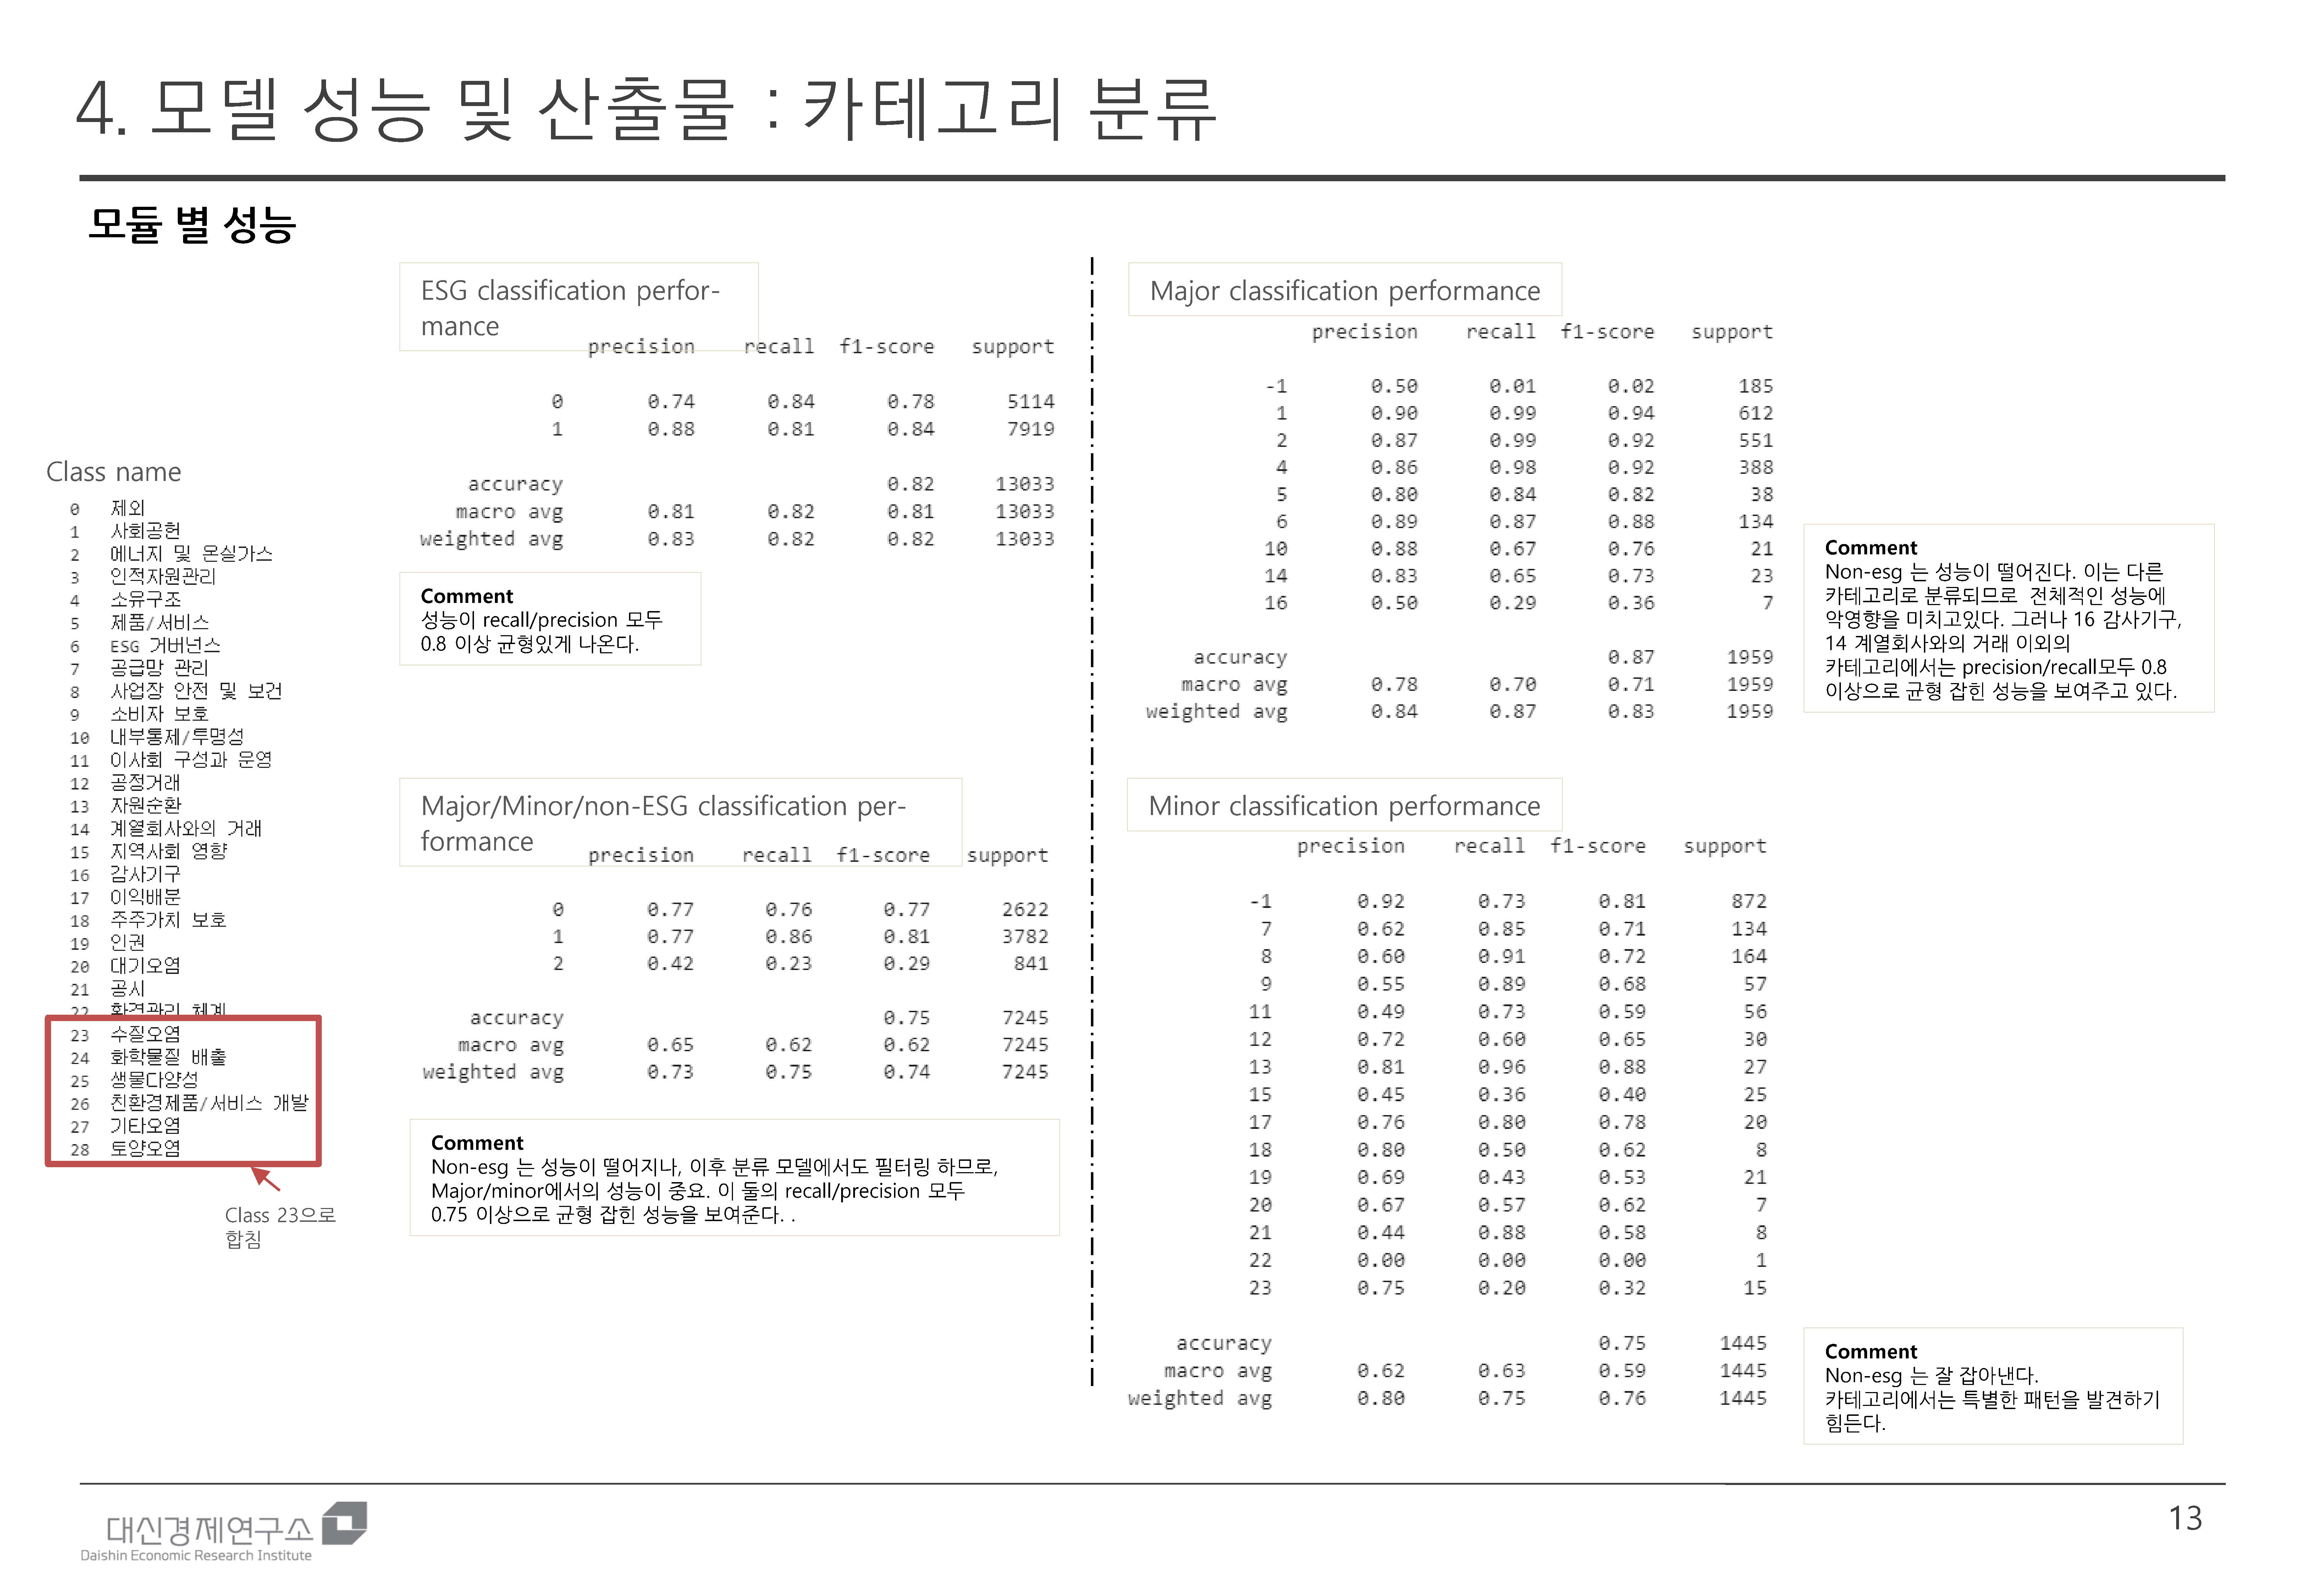 4. 모델 성능 및 산출물 : 카테고리 분류
모듈 별 성능
Class name
0 제외
1 사회공헌
2 에너지 및 온실가스
3 인적자원관리
4 소유구조
5 제품/서비스
6 ESG 거버넌스
7 공급망 관리
8 사업장 안전 및 보건
9 소비자 보호
10 내부통제/투명성
11 이사회 구성과 운영
12 공정거래
13 자원순환
14 계열회사와의 거래
15 지역사회 영향
16 감사기구
17 이익배분
18 주주가치 보호
19 인권
20 대기오염
21 공시
22 환경관리 체계
23 수질오염
24 화학물질 배출
25 생물다양성
26 친환경제품/서비스 개발
27 기타오염
28 토양오염
Class 23으로
합침
ESG classification perfor-
mance
precision recall f1-score support
0 0.74 0.84 0.78 5114
1 0.88 0.81 0.84 7919
accuracy 0.82 13033
macro avg 0.81 0.82 0.81 13033
weighted avg 0.83 0.82 0.82 13033
Comment
성능이 recall/precision 모두
0.8 이상 균형있게 나온다.
Major/Minor/non-ESG classification per-
formance
precision recall f1-score support
0 0.77 0.76 0.77 2622
1 0.77 0.86 0.81 3782
2 0.42 0.23 0.29 841
accuracy 0.75 7245
macro avg 0.65 0.62 0.62 7245
weighted avg 0.73 0.75 0.74 7245
Comment
Non-esg 는 성능이 떨어지나, 이후 분류 모델에서도 필터링 하므로,
Major/minor에서의 성능이 중요. 이 둘의 recall/precision 모두
0.75 이상으로 균형 잡힌 성능을 보여준다. .
Major classification performance
precision recall f1-score support
-1 0.50 0.01 0.02 185
1 0.90 0.99 0.94 612
2 0.87 0.99 0.92 551
4 0.86 0.98 0.92 388
5 0.80 0.84 0.82 38
6 0.89 0.87 0.88 134
10 0.88 0.67 0.76 21
14 0.83 0.65 0.73 23
16 0.50 0.29 0.36 7
accuracy 0.87 1959
macro avg 0.78 0.70 0.71 1959
weighted avg 0.84 0.87 0.83 1959
Comment
Non-esg 는 성능이 떨어진다. 이는 다른
카테고리로 분류되므로 전체적인 성능에
악영향을 미치고있다. 그러나 16 감사기구,
14 계열회사와의 거래 이외의
카테고리에서는 precision/recall모두 0.8
이상으로 균형 잡힌 성능을 보여주고 있다.
Minor classification performance
precision recall f1-score support
-1 0.92 0.73 0.81 872
7 0.62 0.85 0.71 134
8 0.60 0.91 0.72 164
9 0.55 0.89 0.68 57
11 0.49 0.73 0.59 56
12 0.72 0.60 0.65 30
13 0.81 0.96 0.88 27
15 0.45 0.36 0.40 25
17 0.76 0.80 0.78 20
18 0.80 0.50 0.62 8
19 0.69 0.43 0.53 21
20 0.67 0.57 0.62 7
21 0.44 0.88 0.58 8
22 0.00 0.00 0.00 1
23 0.75 0.20 0.32 15
accuracy 0.75 1445
macro avg 0.62 0.63 0.59 1445
weighted avg 0.80 0.75 0.76 1445
Comment
Non-esg 는 잘 잡아낸다.
카테고리에서는 특별한 패턴을 발견하기
힘든다.
대신경제연구소
Daishin Economic Research Institute
13